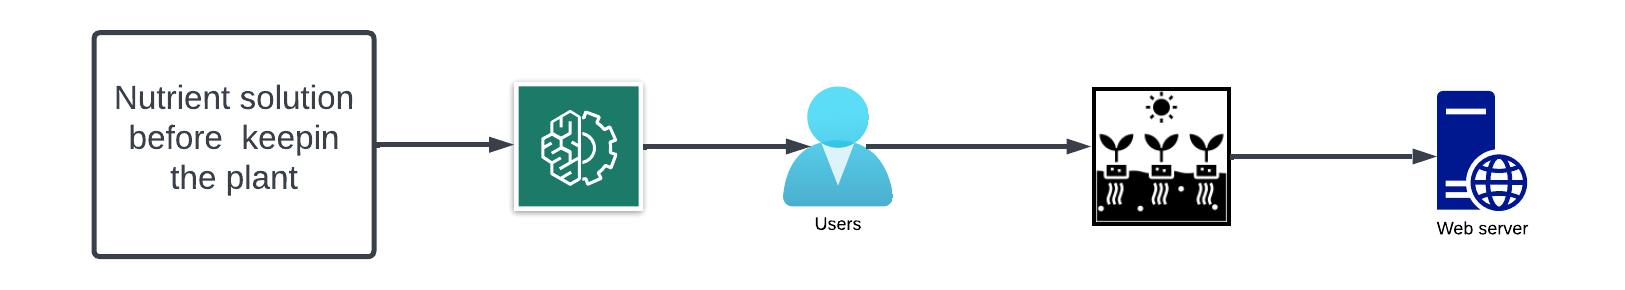 Nutrient solution
before  keepin
the plant
Users
Web server